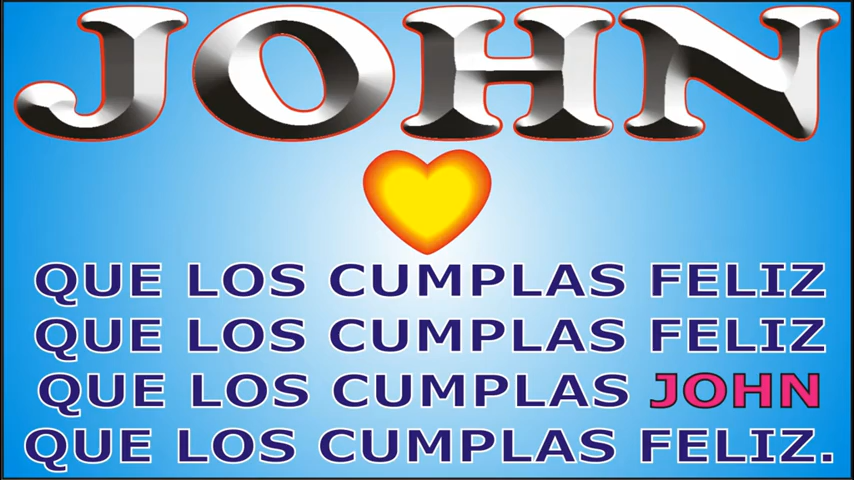 JOHN
QUE LOS CUMPLAS FELIZ
QUE LOS CUMPLAS FELIZ
QUE LOS CUMPLAS JOHN
QUE LOS CUMPLAS FELIZ.